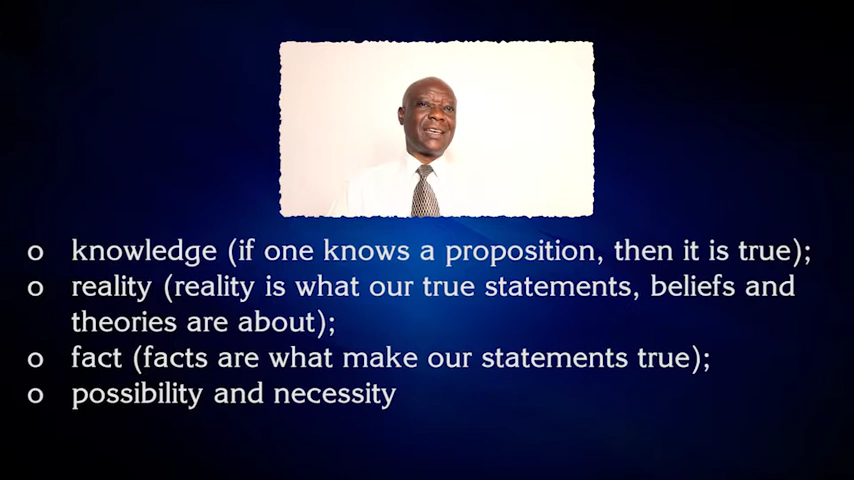 o knowledge (if one knows a proposition, then it is true);
o reality (reality is what our true statements, beliefs and
theories are about);
o fact (facts are what make our statements true);
o possibility and necessity